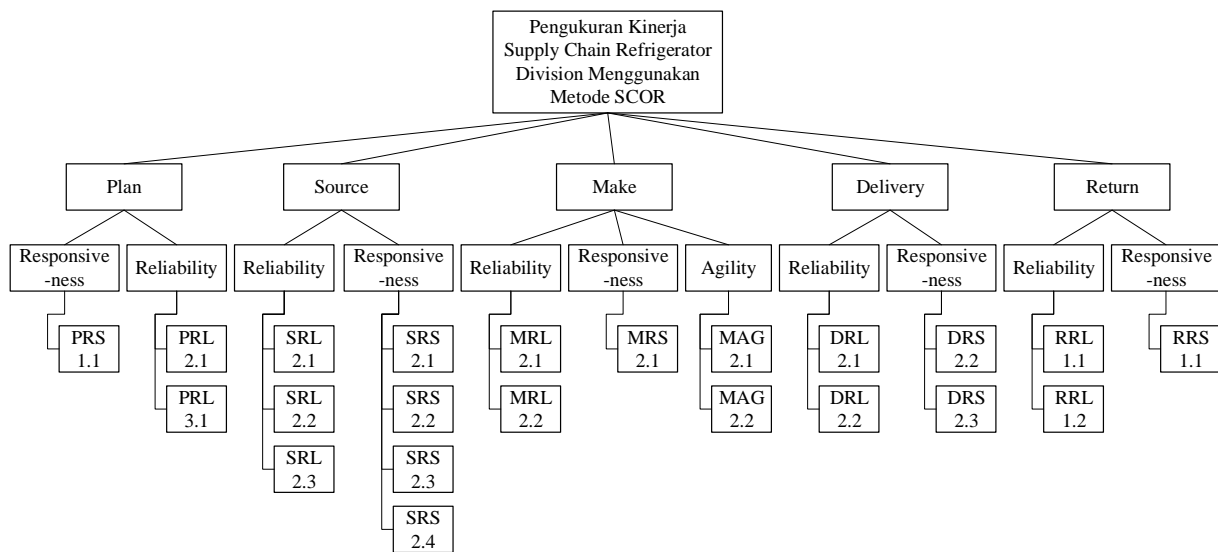 Pengukuran Kinerja
Supply Chain Refrigerator
Division Menggunakan
Metode SCOR
Plan
Source
Make
Delivery
Return
Responsive
-ness
Reliability
Reliability
Responsive
-ness
Reliability
Responsive
-ness
Agility
Reliability
Responsive
-ness
Reliability
Responsive
-ness
PRS
1.1
PRL
2.1
SRL
2.1
SRS
2.1
MRL
2.1
MRS
2.1
MAG
2.1
DRL
2.1
DRS
2.2
RRL
1.1
RRS
1.1
PRL
3.1
SRL
2.2
SRS
2.2
MRL
2.2
MAG
2.2
DRL
2.2
DRS
2.3
RRL
1.2
SRL
2.3
SRS
2.3
SRS
2.4